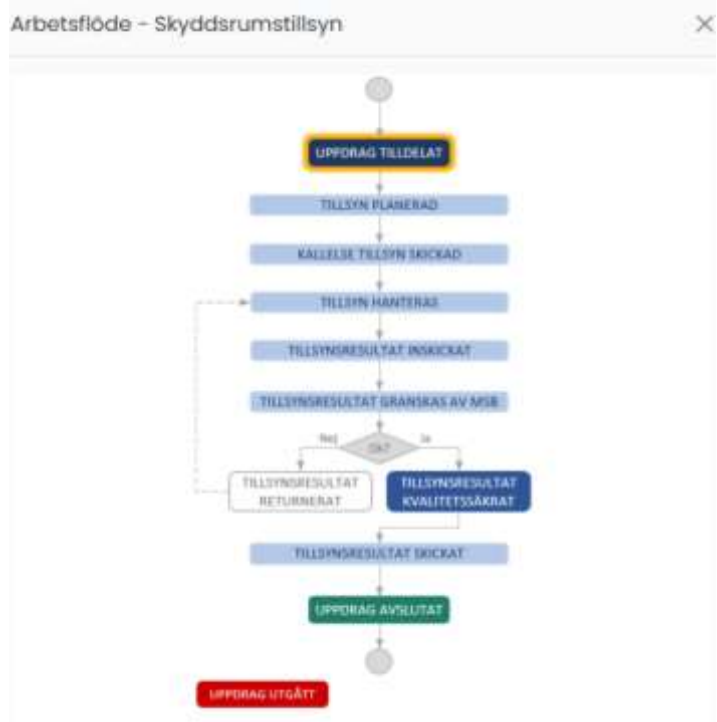 Arbetsflöde - Skyddsrumstillsyn
UPPDRAG TILLDELAT
TILLSYN PLANERAD
KALLELSE TILLSYN SKICKAD
TILLSYN HANTERAS
TILLSYNSRESULTAT INSKICKAT
TILLSYNSRESULTAT GRANSKAS AV MSB
Nej
Ja
OK?
TILLSYNSRESULTAT
RETURNERAT
TILLSYNSRESULTAT
KVALITETSSÄKRAT
TILLSYNSRESULTAT SKICKAT
UPPDRAG AVSLUTAT
UPPDRAG UTGÅTT